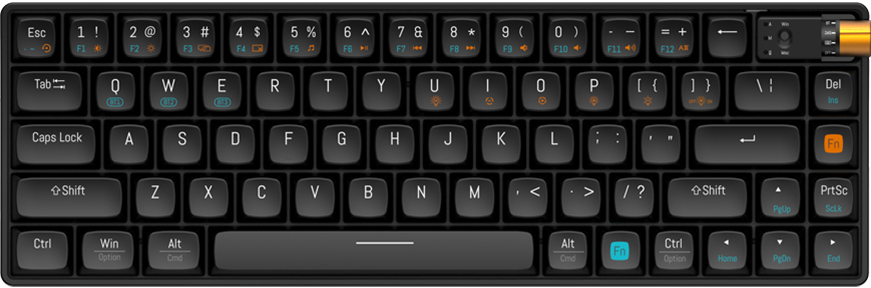 Esc 1 ! 2 @ 3 # 4 $ 5 % 6 ^ 7 & 8 * 9 ( 0 ) - – = +
F1 F2 F3 F4 F5 F6 F7 F8 F9 F10 F11 F12
Tab Q W E R T Y U I O P [ { ] } \ ¦ Del
BT1 BT2 BT3 Ins
Caps Lock A S D F G H J K L ; : ' " Fn
Shift Z X C V B N M , < . > / ? Shift PrtSc
PgUp ScLk
Ctrl Win Alt Alt Fn Ctrl
Option Cmd Cmd Option Home PgDn End